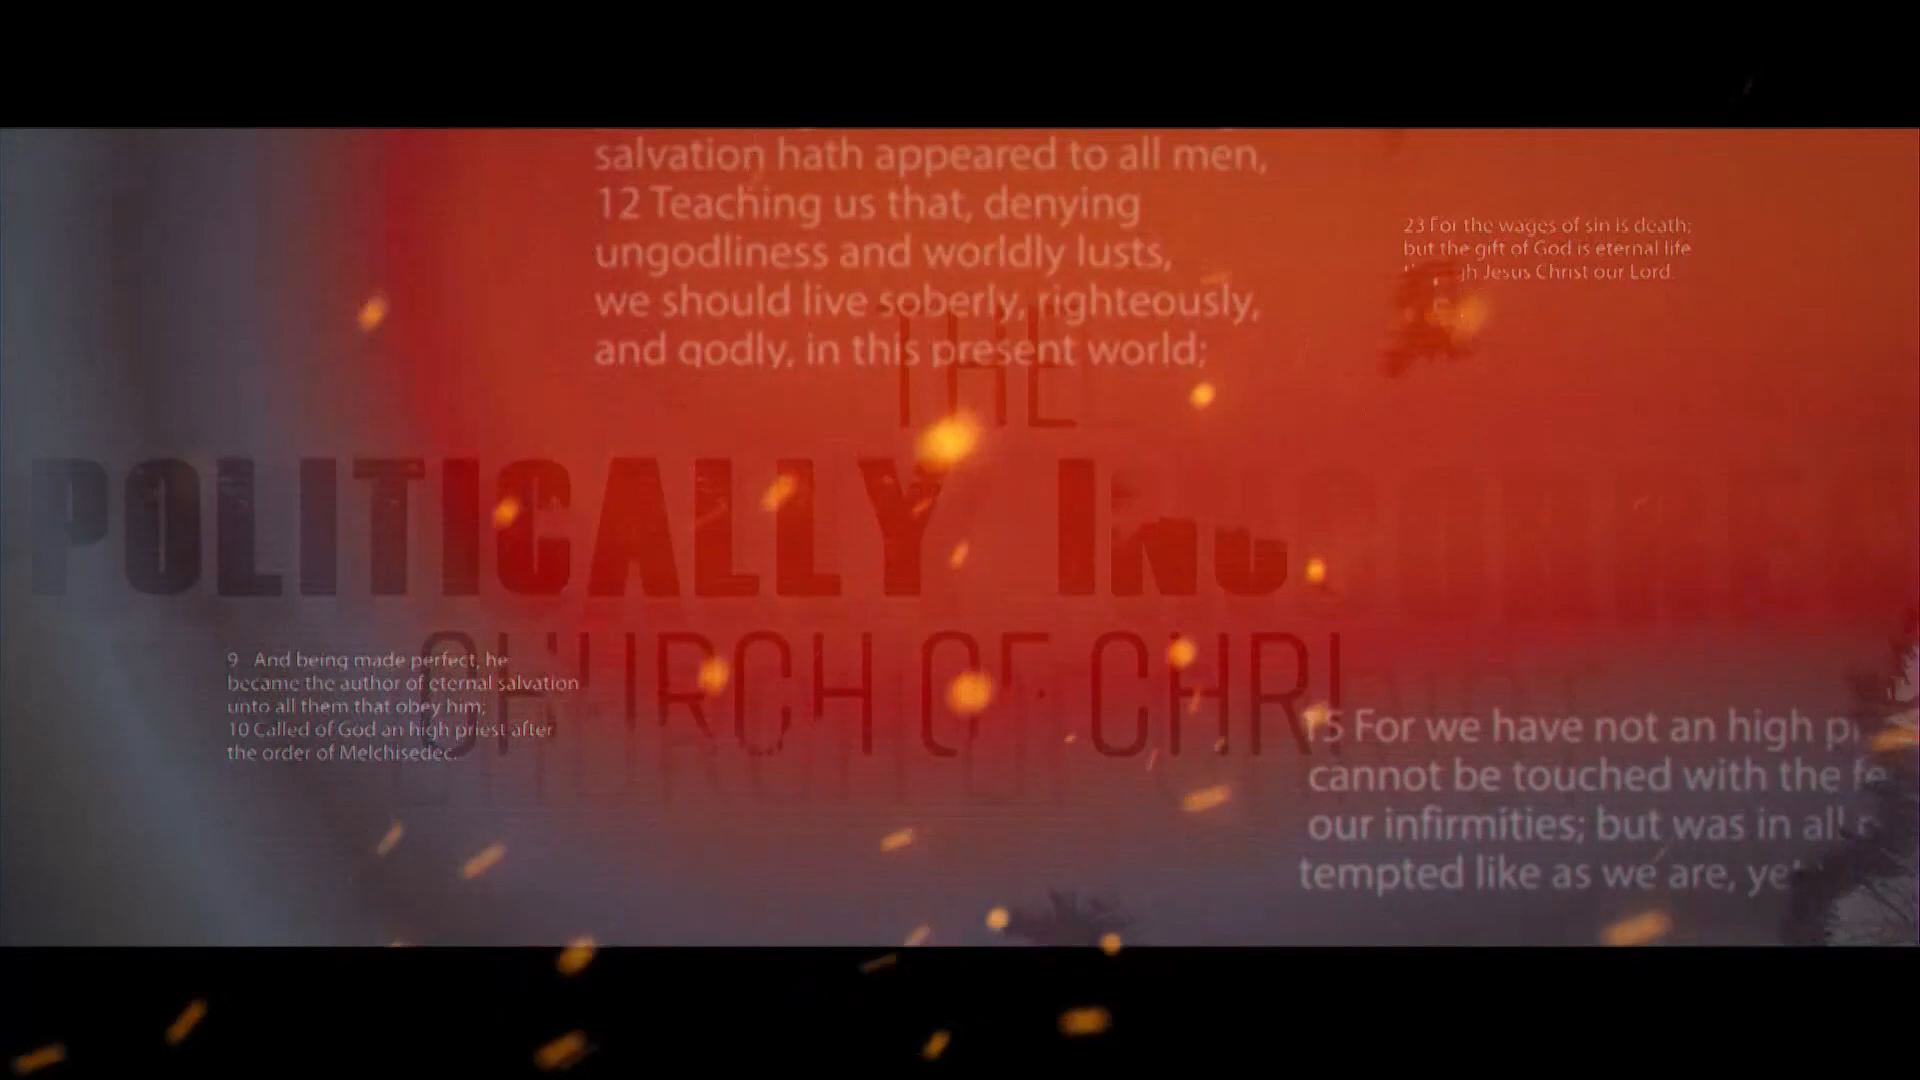 salvation hath appeared to all men,
12 Teaching us that, denying
ungodliness and worldly lusts,
we should live soberly, righteously,
and godly, in this present world;
23 For the wages of sin is death;
but the gift of God is eternal life
Jesus Christ our Lord.
THE
POLITICALLY INC
CHURCH OF CHRI
9 And being made perfect, he
became the author of eternal salvation
unto all them that obey him;
10 Called of God an high priest after
the order of Melchisedec.
15 For we have not an high
cannot be touched with the
our infirmities; but was in all
tempted like as we are,